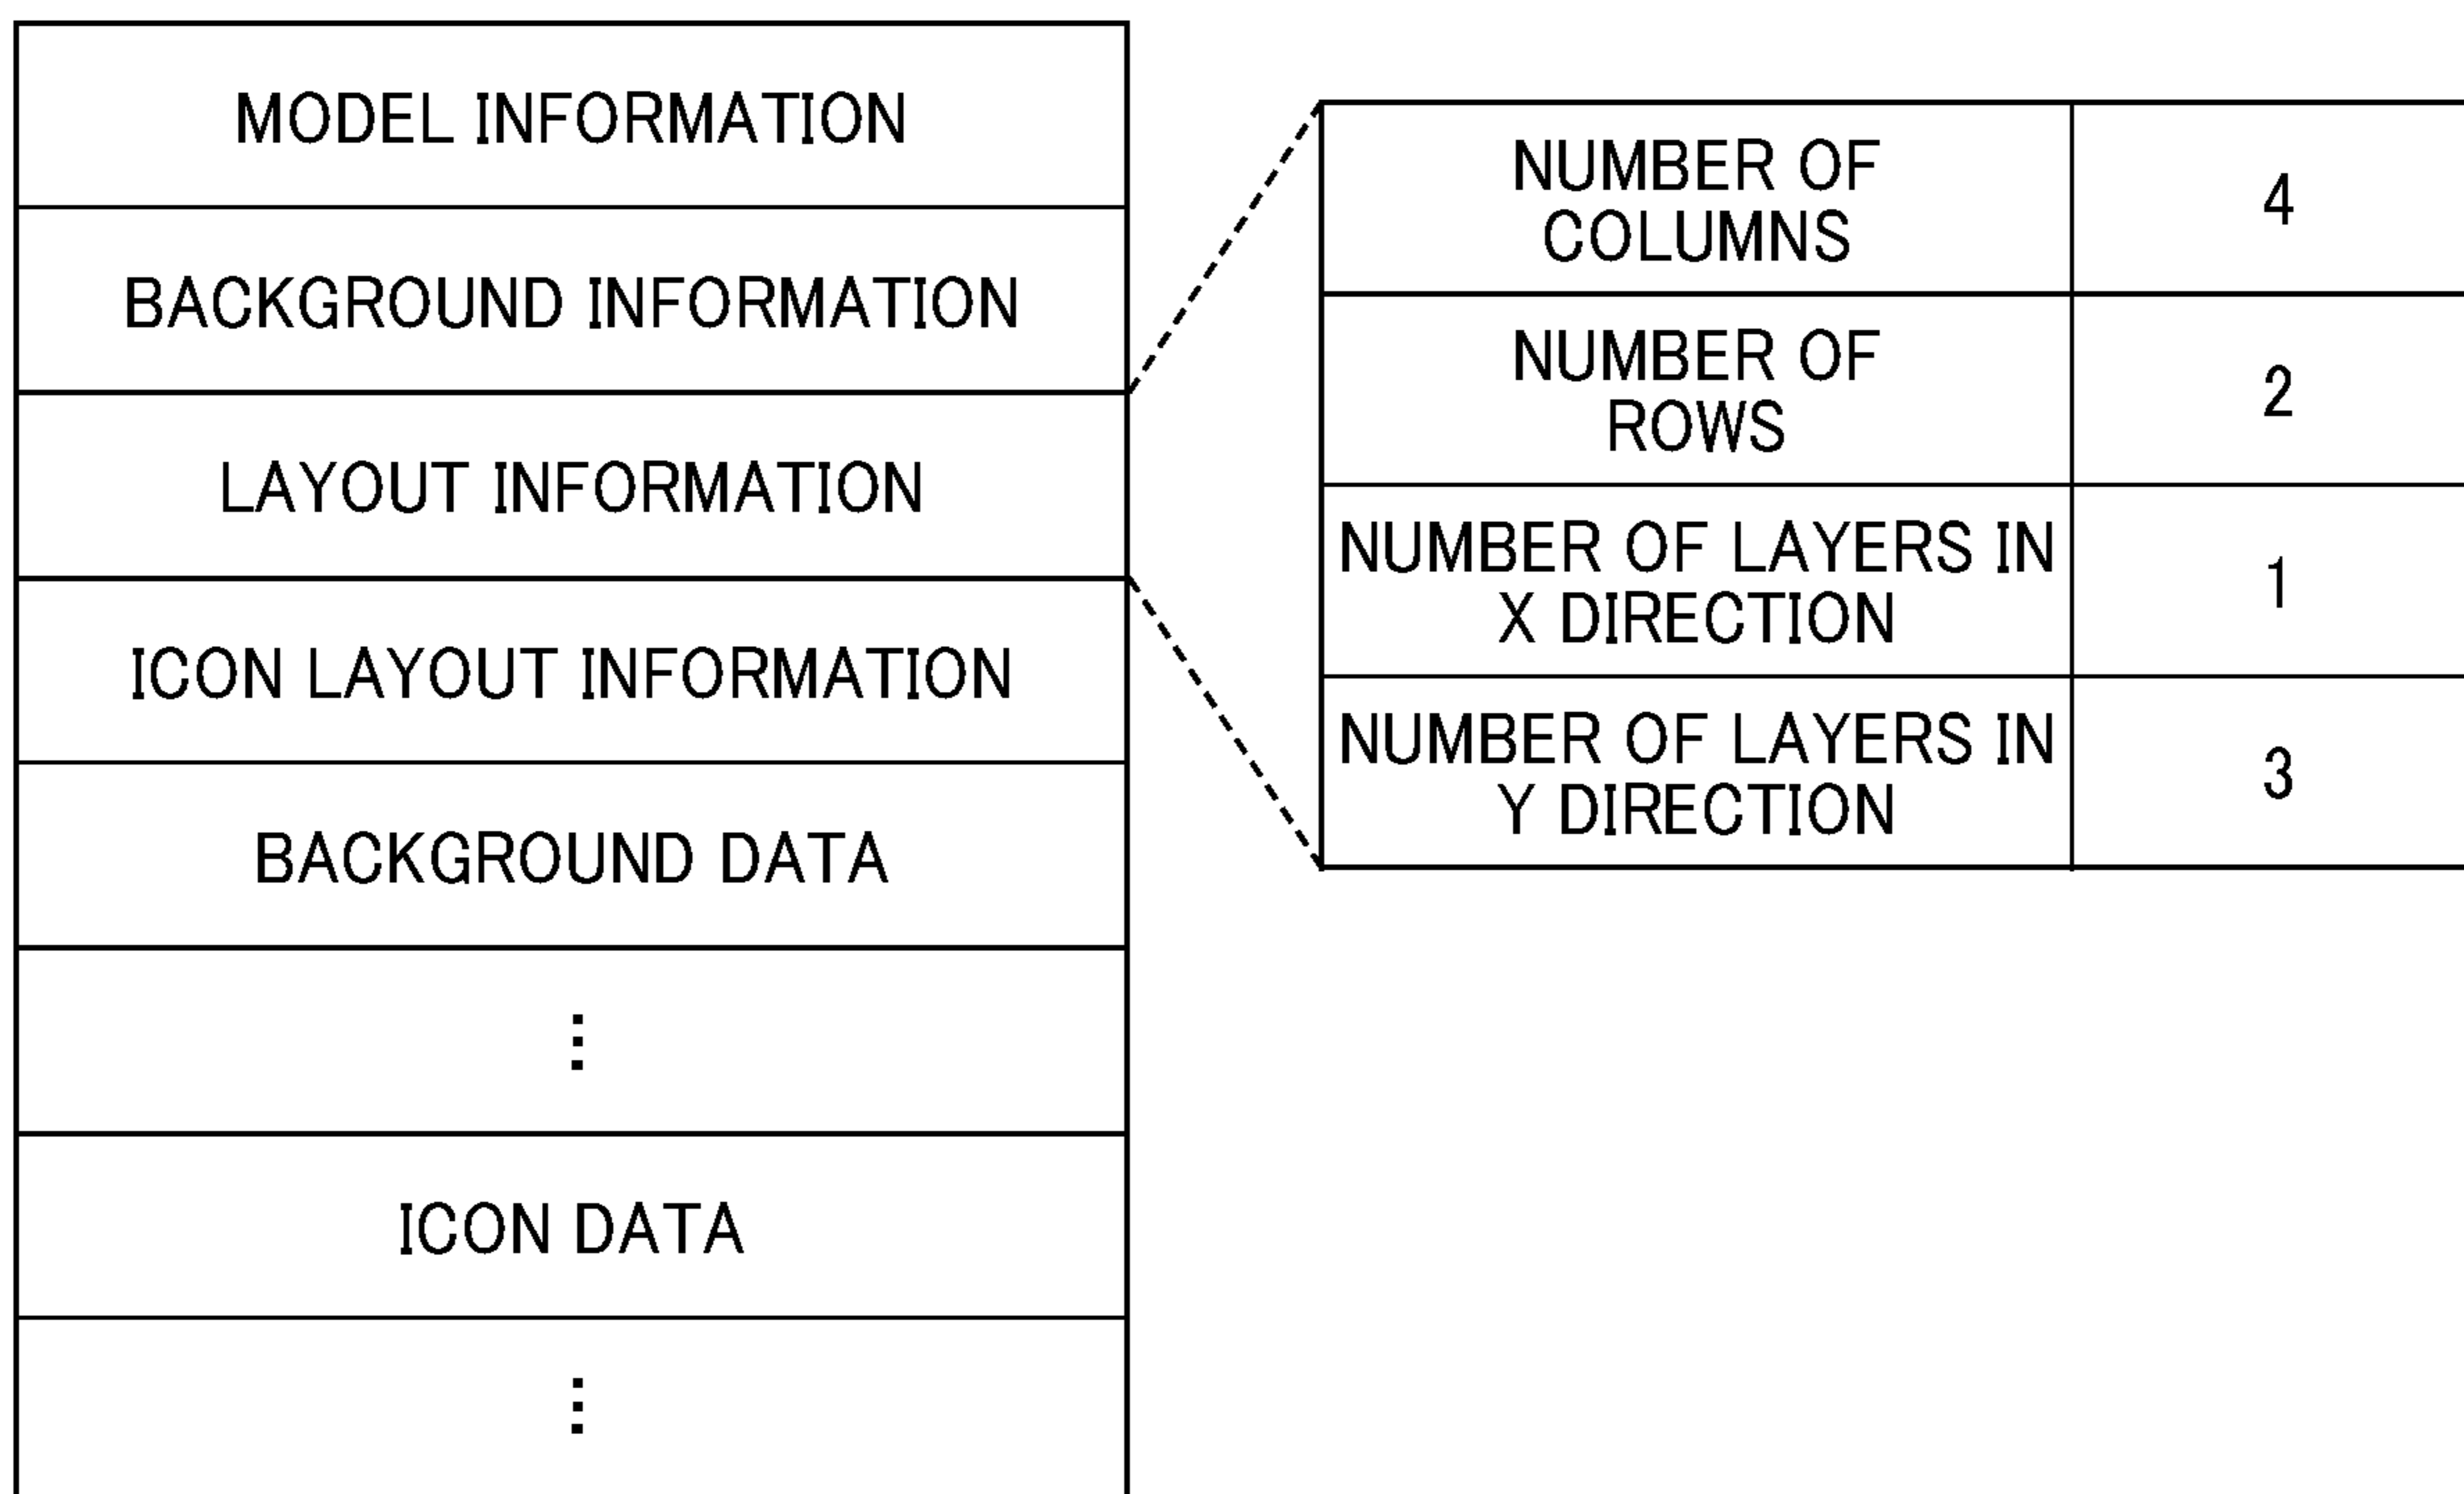 MODEL INFORMATION
BACKGROUND INFORMATION
LAYOUT INFORMATION
ICON LAYOUT INFORMATION
BACKGROUND DATA
⋮
ICON DATA
⋮
NUMBER OF
COLUMNS
4
NUMBER OF
ROWS
2
NUMBER OF LAYERS IN
X DIRECTION
1
NUMBER OF LAYERS IN
Y DIRECTION
3